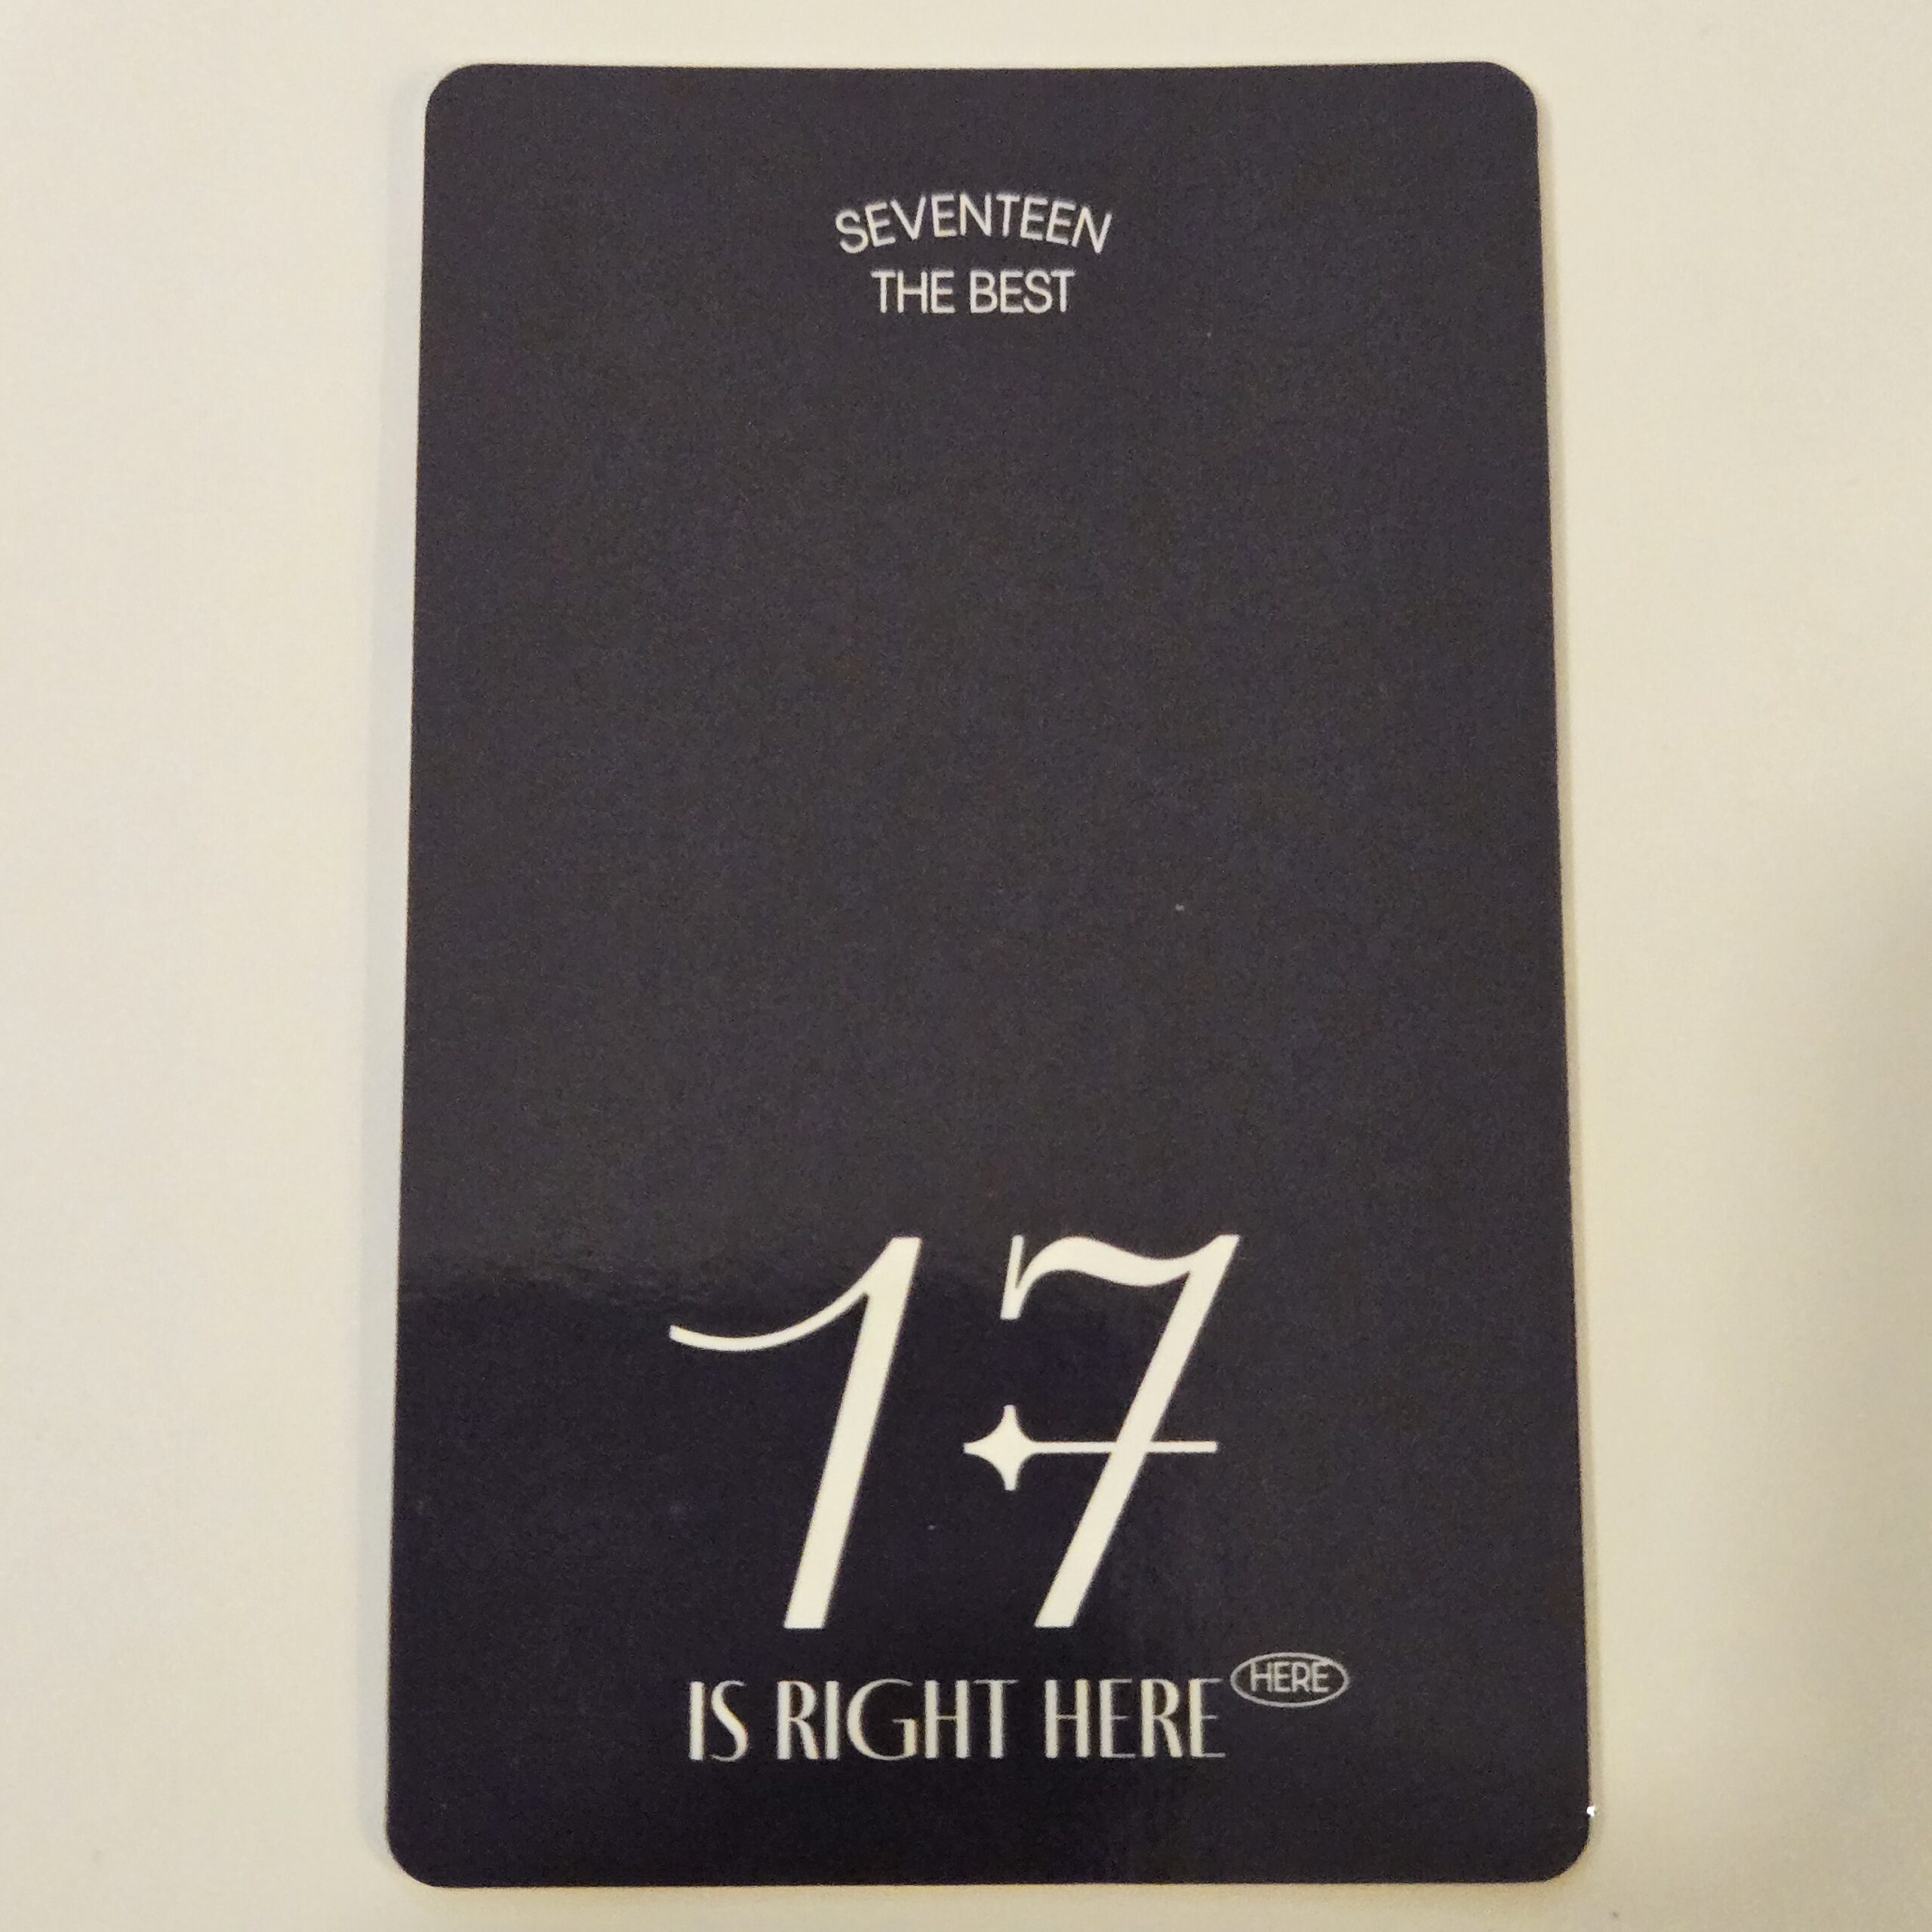 SEVENTEEN
THE BEST
17
IS RIGHT HERE HERE